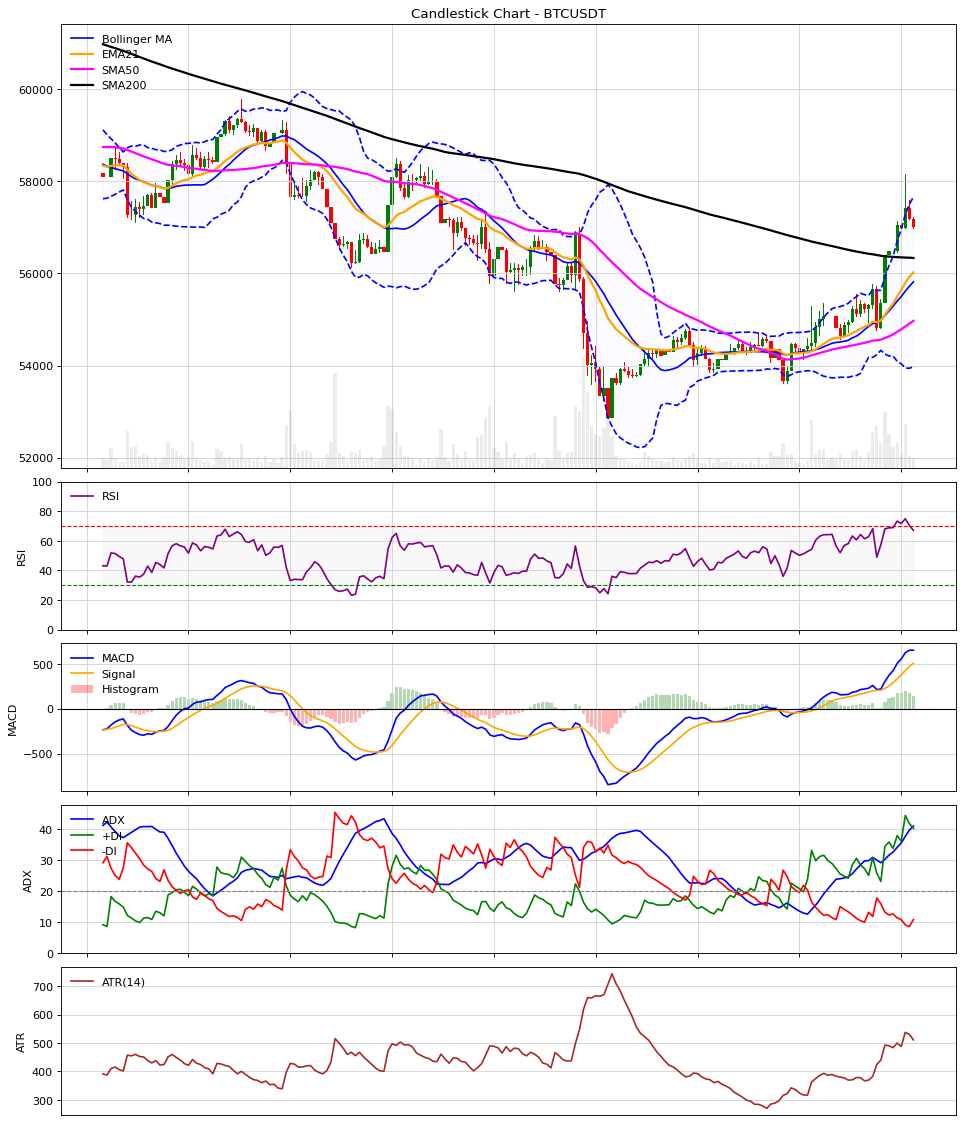 Candlestick Chart - BTCUSDT
Bollinger MA
EMA21
SMA50
SMA200
60000
58000
56000
54000
52000
RSI
100
80
60
40
20
0
RSI
MACD
Signal
Histogram
500
0
−500
MACD
ADX
+DI
-DI
40
30
20
10
0
ADX
ATR(14)
700
600
500
400
300
ATR